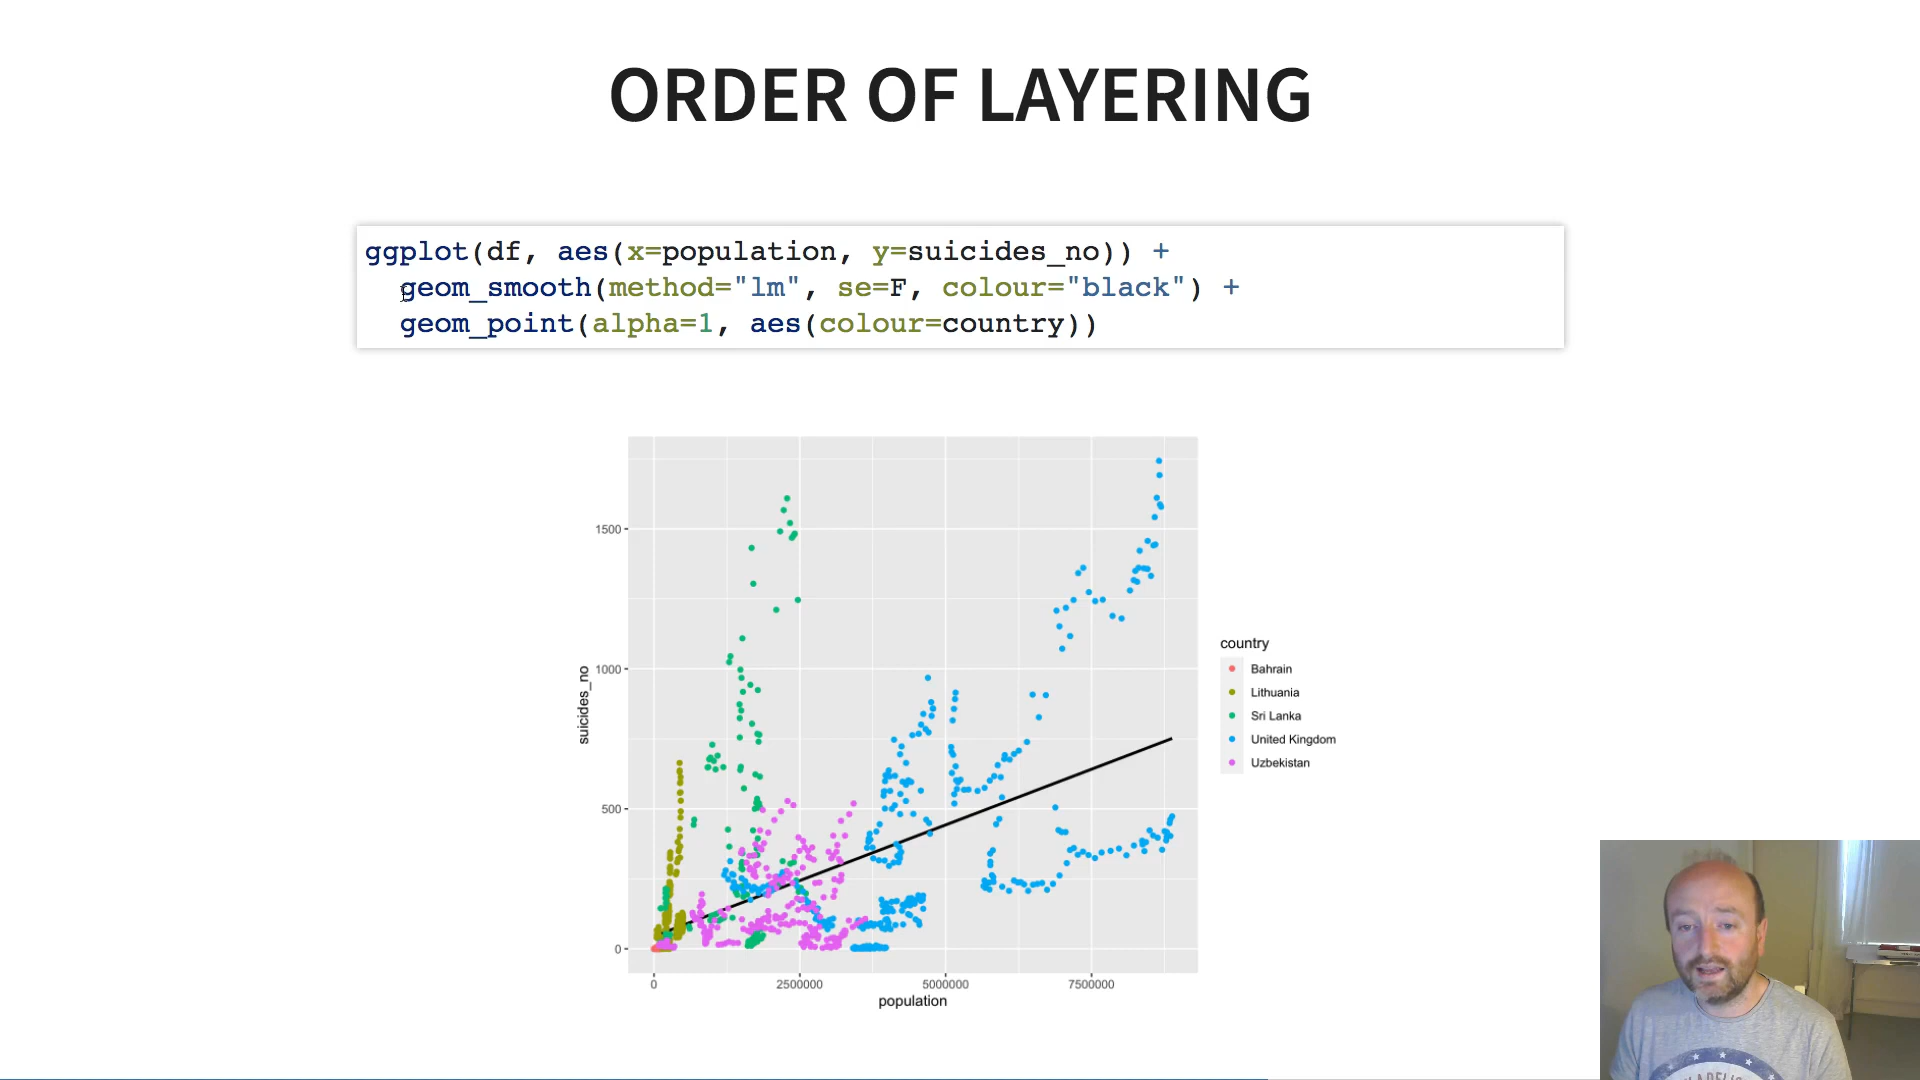 ORDER OF LAYERING
ggplot(df, aes(x=population, y=suicides_no)) +
geom_smooth(method="lm", se=F, colour="black") +
geom_point(alpha=1, aes(colour=country))
1500
1000
500
0
suicides_no
0 2500000 5000000 7500000
population
country
Bahrain
Lithuania
Sri Lanka
United Kingdom
Uzbekistan